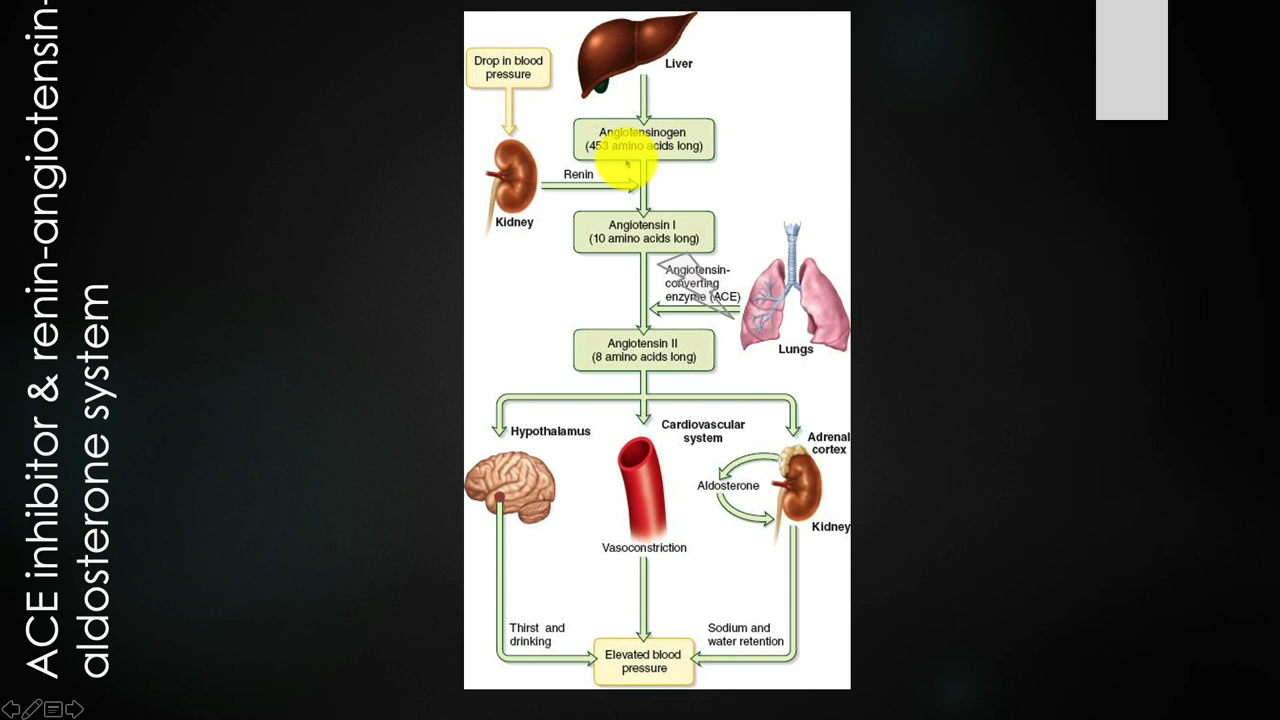 ACE inhibitor & renin-angiotensin-
aldosterone system
Drop in blood
pressure
Liver
Angiotensinogen
(453 amino acids long)
Renin
Kidney
Angiotensin I
(10 amino acids long)
Angiotensin-
converting
enzyme (ACE)
Lungs
Angiotensin II
(8 amino acids long)
Hypothalamus
Cardiovascular
system
Adrenal
cortex
Aldosterone
Kidney
Vasoconstriction
Thirst and
drinking
Sodium and
water retention
Elevated blood
pressure